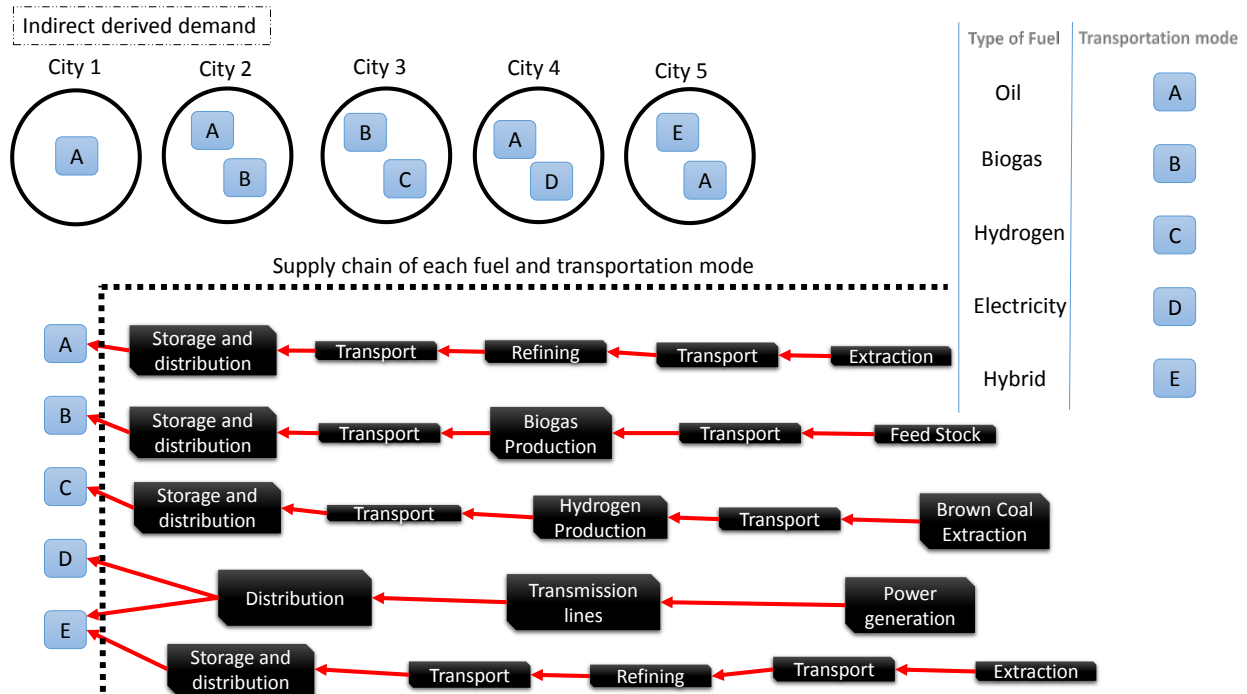 Indirect derived demand
City 1
City 2
City 3
City 4
City 5
A
A
B
B
C
A
D
E
A
Type of Fuel
Transportation mode
Oil
A
Biogas
B
Hydrogen
C
Electricity
D
Hybrid
E
Supply chain of each fuel and transportation mode
A
Storage and
distribution
Transport
Refining
Transport
Extraction
B
Storage and
distribution
Transport
Biogas
Production
Transport
Feed Stock
C
Storage and
distribution
Transport
Hydrogen
Production
Transport
Brown Coal
Extraction
D
Distribution
Transmission
lines
Power
generation
E
Storage and
distribution
Transport
Refining
Transport
Extraction